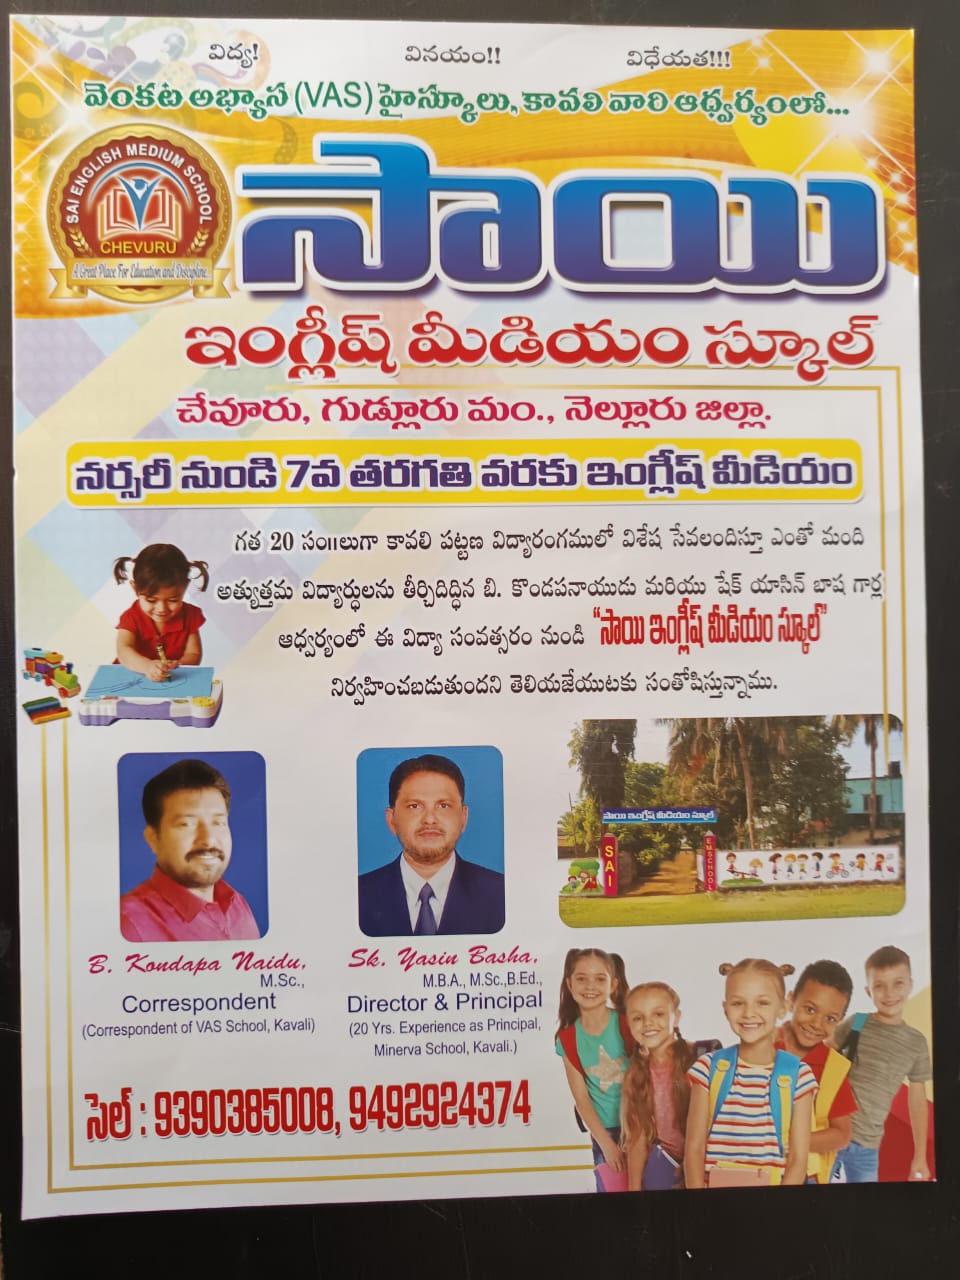 విద్య!
వినయం!!
విధేయత!!!
వెంకట అభ్యాస (VAS) హైస్కూలు, కావలి వారి ఆధ్వర్యంలో...
SAI ENGLISH MEDIUM SCHOOL
CHEVURU
A Great Place For Education and Discipline...
సాయి
ఇంగ్లీష్ మీడియం స్కూల్
చేవూరు, గుడ్లూరు మం., నెల్లూరు జిల్లా.
నర్సరీ నుండి 7వ తరగతి వరకు ఇంగ్లీష్ మీడియం
గత 20 సం॥లుగా కావలి పట్టణ విద్యారంగములో విశేష సేవలందిస్తూ ఎంతో మంది
అత్యుత్తమ విద్యార్ధులను తీర్చిదిద్దిన బి. కొండపనాయుడు మరియు షేక్ యాసిన్ బాష గార్ల
ఆధ్వర్యంలో ఈ విద్యా సంవత్సరం నుండి "సాయి ఇంగ్లీష్ మీడియం స్కూల్"
నిర్వహించబడుతుందని తెలియజేయుటకు సంతోషిస్తున్నాము.
సాయి ఇంగ్లీష్ మీడియం స్కూల్
SAI
EMSCHOOL
B. Kondapa Naidu,
M.Sc.,
Correspondent
(Correspondent of VAS School, Kavali)
Sk. Yasin Basha,
M.B.A., M.Sc.,B.Ed.,
Director & Principal
(20 Yrs. Experience as Principal,
Minerva School, Kavali.)
సెల్ : 9390385008, 9492924374